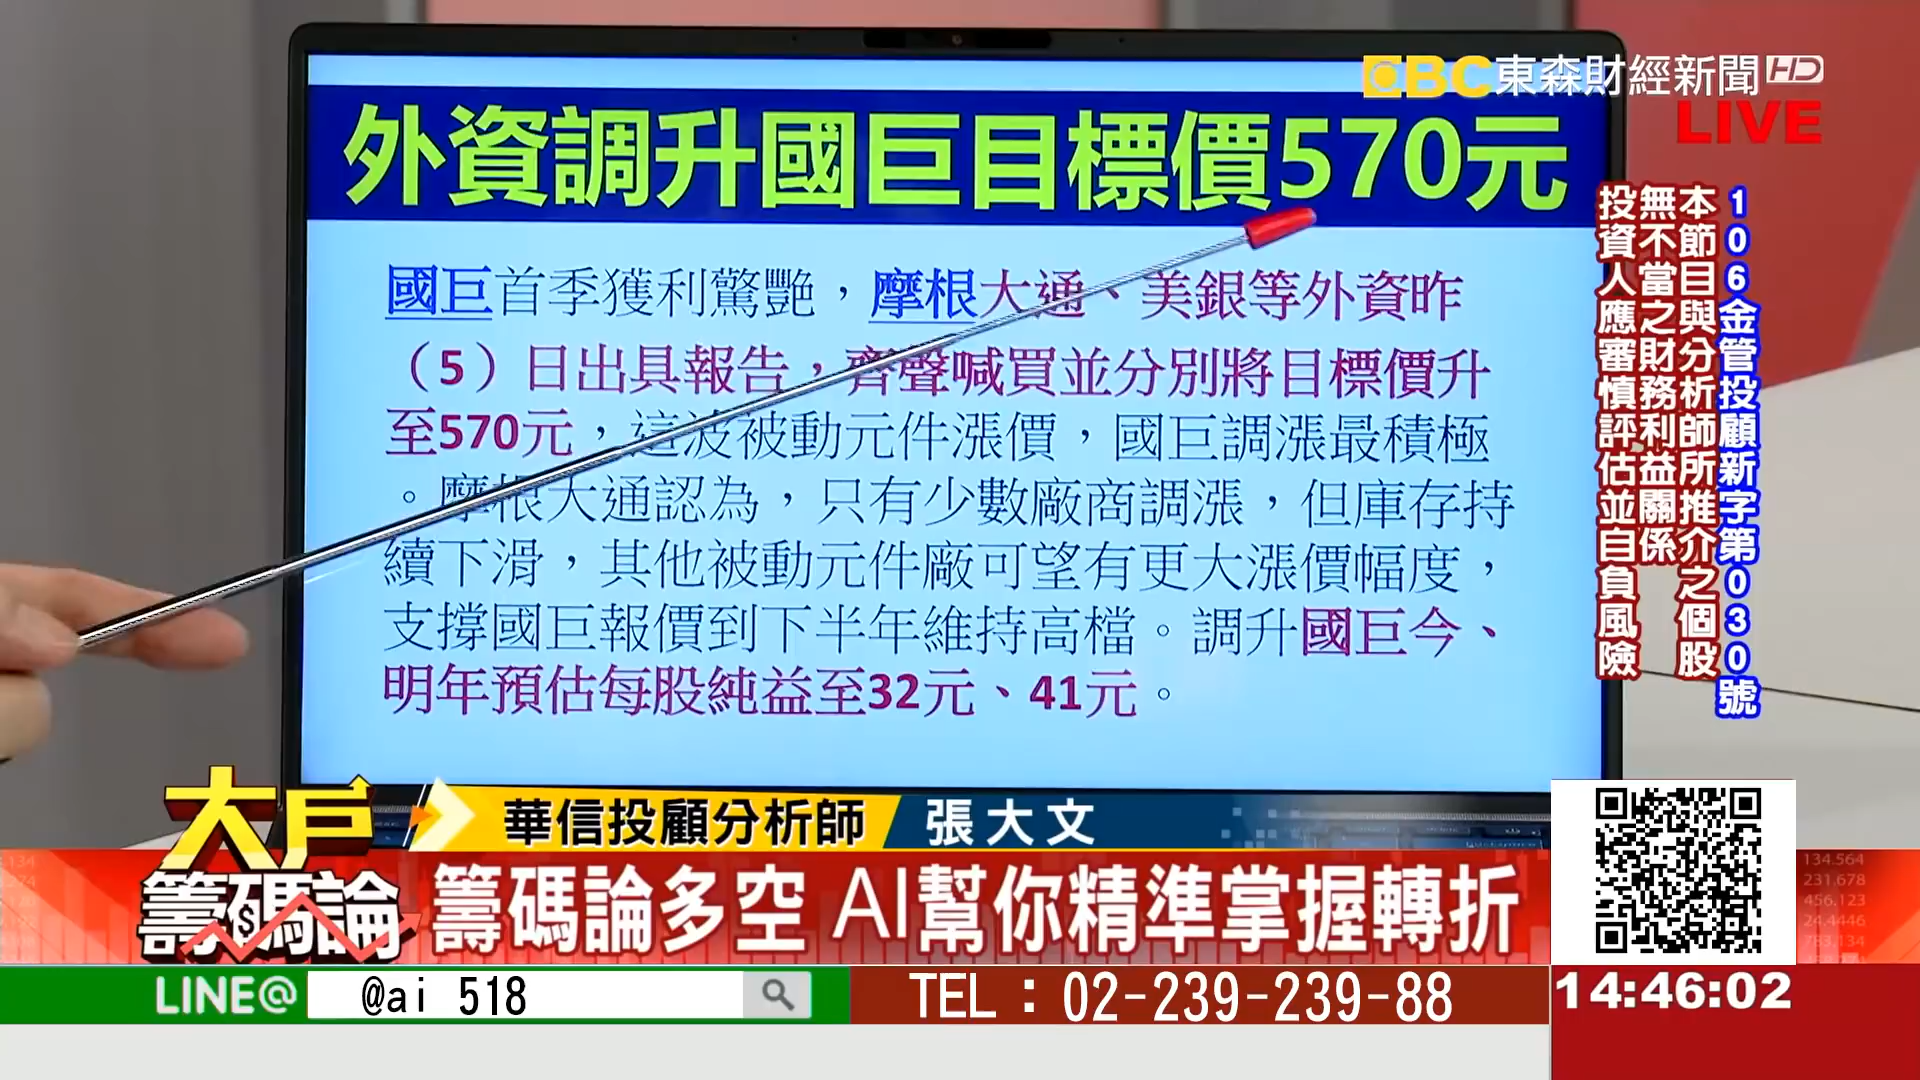 EBC東森財經新聞HD
LIVE
外資調升國巨目標價570元
國巨首季獲利驚艷，摩根大通、美銀等外資昨
（5）日出具報告，齊聲喊買並分別將目標價升
至570元，這波被動元件漲價，國巨調漲最積極
。摩根大通認為，只有少數廠商調漲，但庫存持
續下滑，其他被動元件廠可望有更大漲價幅度，
支撐國巨報價到下半年維持高檔。調升國巨今、
明年預估每股純益至32元、41元。
106金管投顧新字第030號
本節目與分析師所推介之個股
無不當之財務利益關係
投資人應審慎評估並自負風險
大戶
籌碼論
華信投顧分析師 張大文
籌碼論多空 AI幫你精準掌握轉折
134.564
231.678
456.123
24.4446
783.134
LINE@ @ai 518
TEL：02-239-239-88
14:46:02